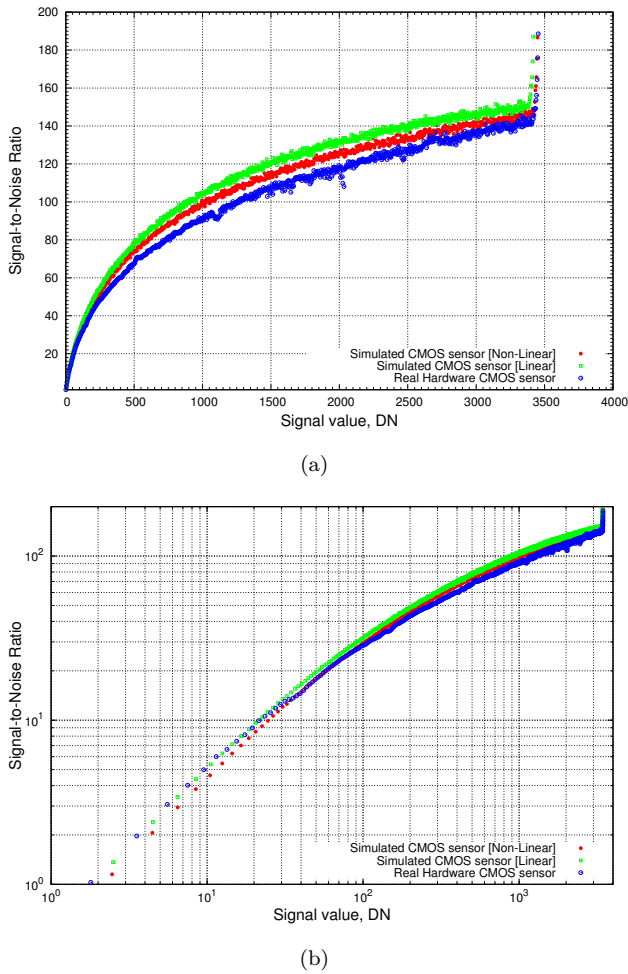 200
180
160
140
120
100
80
60
40
20
Signal-to-Noise Ratio
Simulated CMOS sensor [Non-Linear]
Simulated CMOS sensor [Linear]
Real Hardware CMOS sensor
0 500 1000 1500 2000 2500 3000 3500 4000
Signal value, DN
(a)
10^2
10^1
10^0
Signal-to-Noise Ratio
Simulated CMOS sensor [Non-Linear]
Simulated CMOS sensor [Linear]
Real Hardware CMOS sensor
10^0 10^1 10^2 10^3
Signal value, DN
(b)